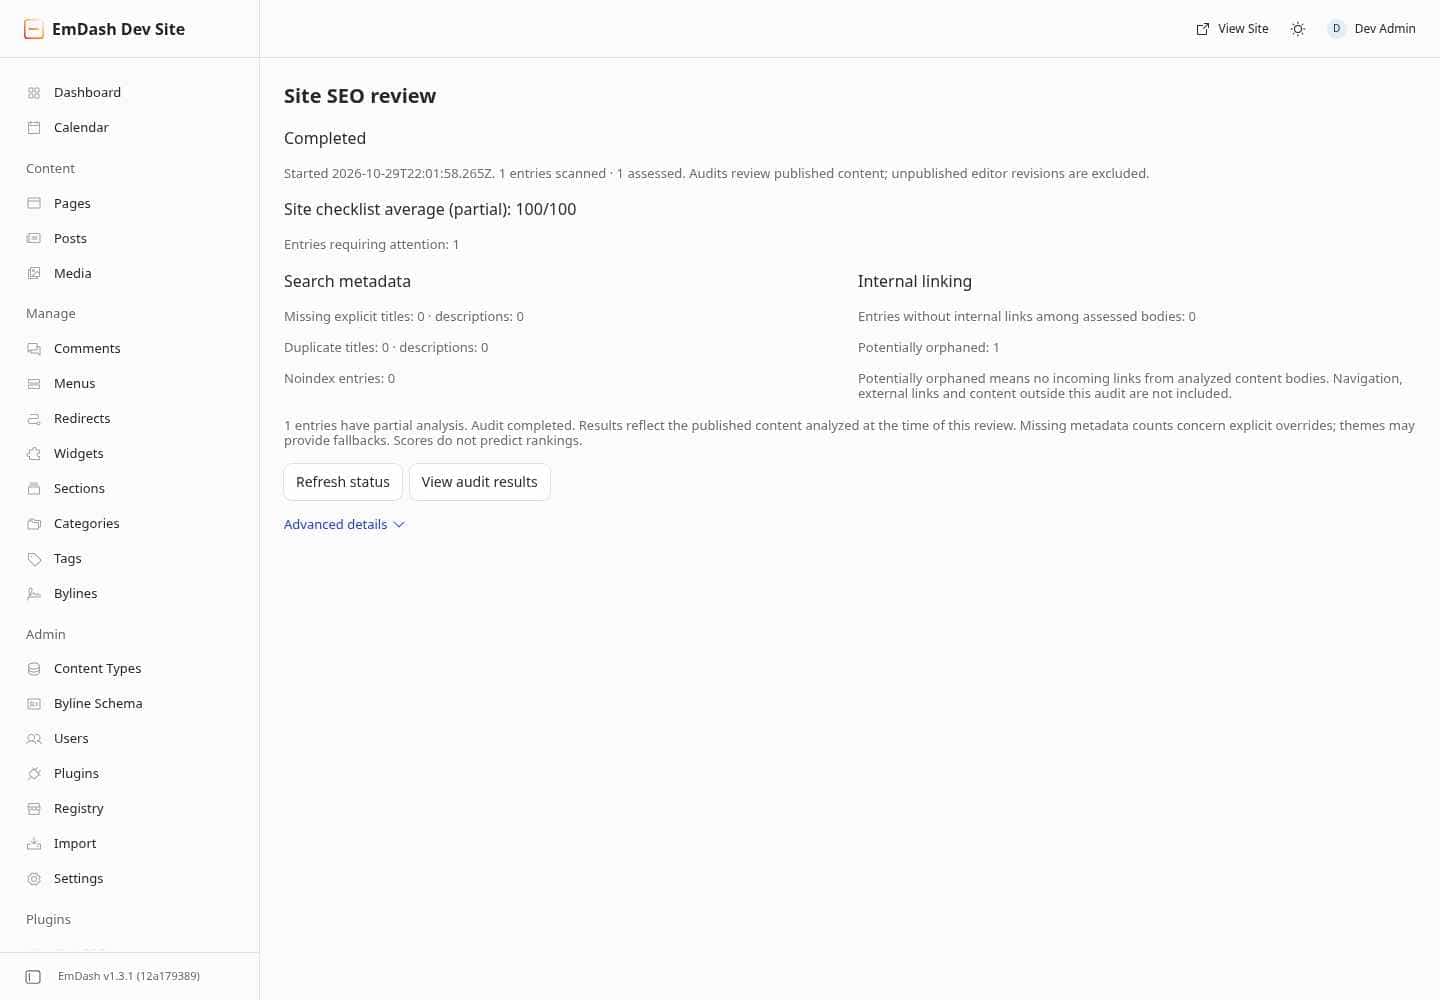 EmDash Dev Site
View Site
D
Dev Admin
Dashboard
Calendar
Content
Pages
Posts
Media
Manage
Comments
Menus
Redirects
Widgets
Sections
Categories
Tags
Bylines
Admin
Content Types
Byline Schema
Users
Plugins
Registry
Import
Settings
Plugins
EmDash v1.3.1 (12a179389)
Site SEO review
Completed
Started 2026-10-29T22:01:58.265Z. 1 entries scanned · 1 assessed. Audits review published content; unpublished editor revisions are excluded.
Site checklist average (partial): 100/100
Entries requiring attention: 1
Search metadata
Missing explicit titles: 0 · descriptions: 0
Duplicate titles: 0 · descriptions: 0
Noindex entries: 0
Internal linking
Entries without internal links among assessed bodies: 0
Potentially orphaned: 1
Potentially orphaned means no incoming links from analyzed content bodies. Navigation,
external links and content outside this audit are not included.
1 entries have partial analysis. Audit completed. Results reflect the published content analyzed at the time of this review. Missing metadata counts concern explicit overrides; themes may
provide fallbacks. Scores do not predict rankings.
Refresh status
View audit results
Advanced details